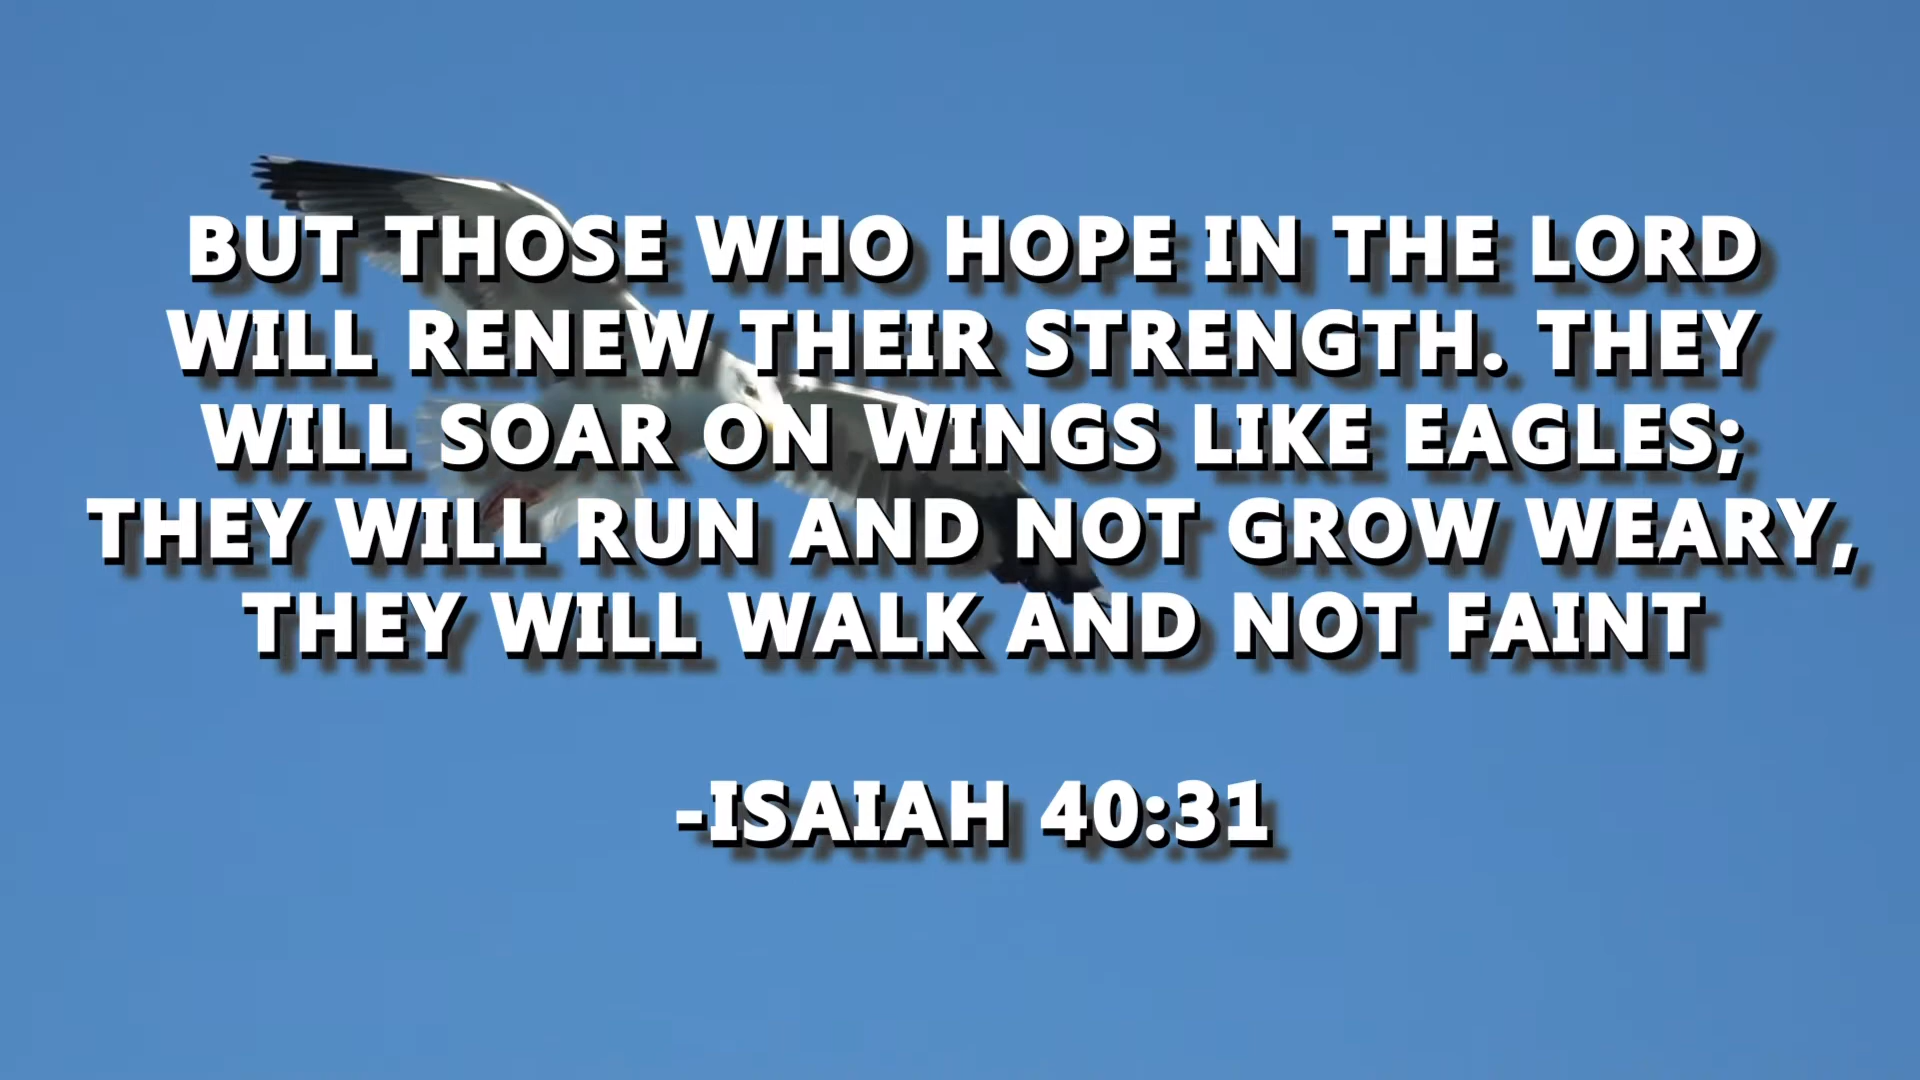 BUT THOSE WHO HOPE IN THE LORD
WILL RENEW THEIR STRENGTH. THEY
WILL SOAR ON WINGS LIKE EAGLES;
THEY WILL RUN AND NOT GROW WEARY,
THEY WILL WALK AND NOT FAINT
-ISAIAH 40:31